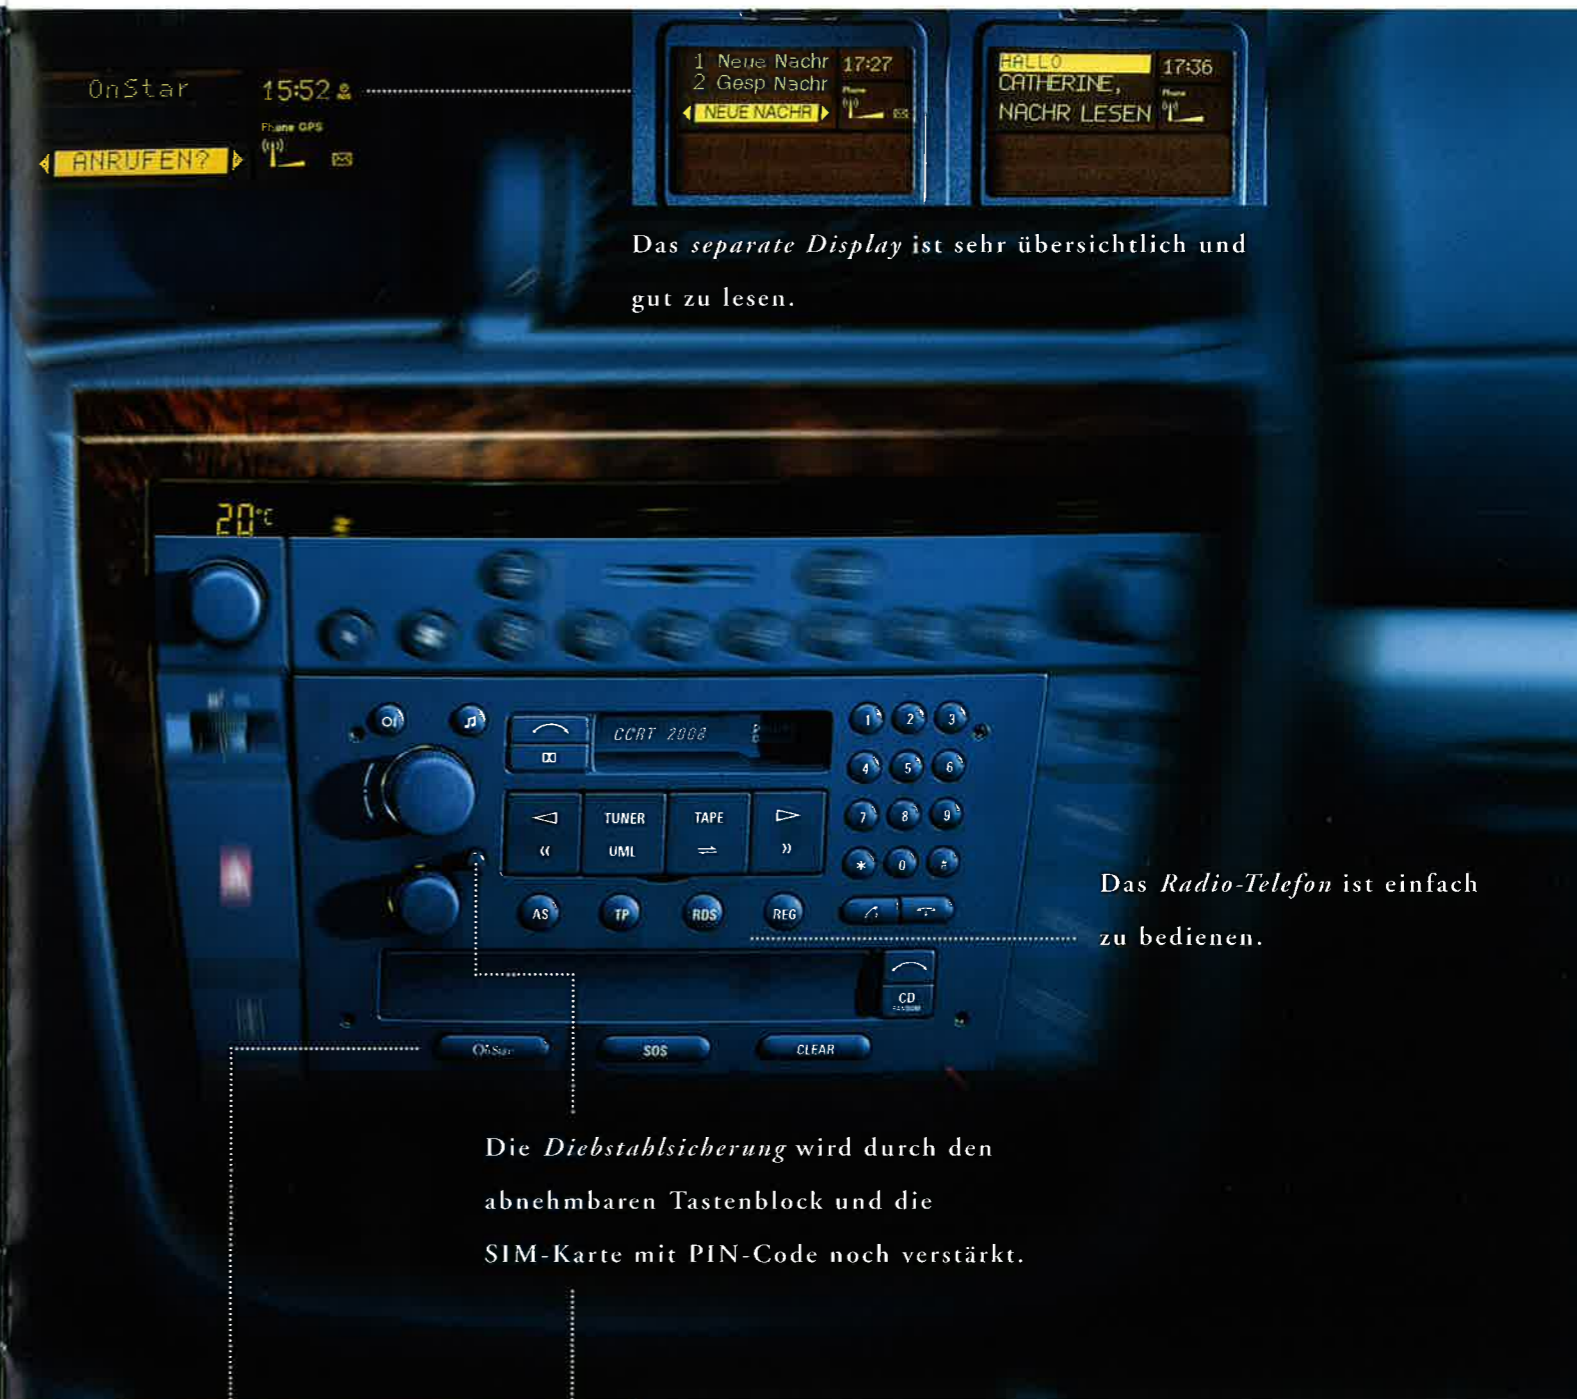 OnStar
15:52
Phone GPS
ANRUFEN?
1 Neue Nachr 17:27
2 Gesp Nachr
Phone
NEUE NACHR
HALLO
17:36
CATHERINE,
Phone
NACHR LESEN
Das separate Display ist sehr übersichtlich und
gut zu lesen.
20°C
CCRT 2008
1 2 3
4 5 6
TUNER TAPE
7 8 9
UML
* 0 #
AS TP RDS REG
Das Radio-Telefon ist einfach
zu bedienen.
CD
RANDOM
OnStar SOS CLEAR
Die Diebstahlsicherung wird durch den
abnehmbaren Tastenblock und die
SIM-Karte mit PIN-Code noch verstärkt.